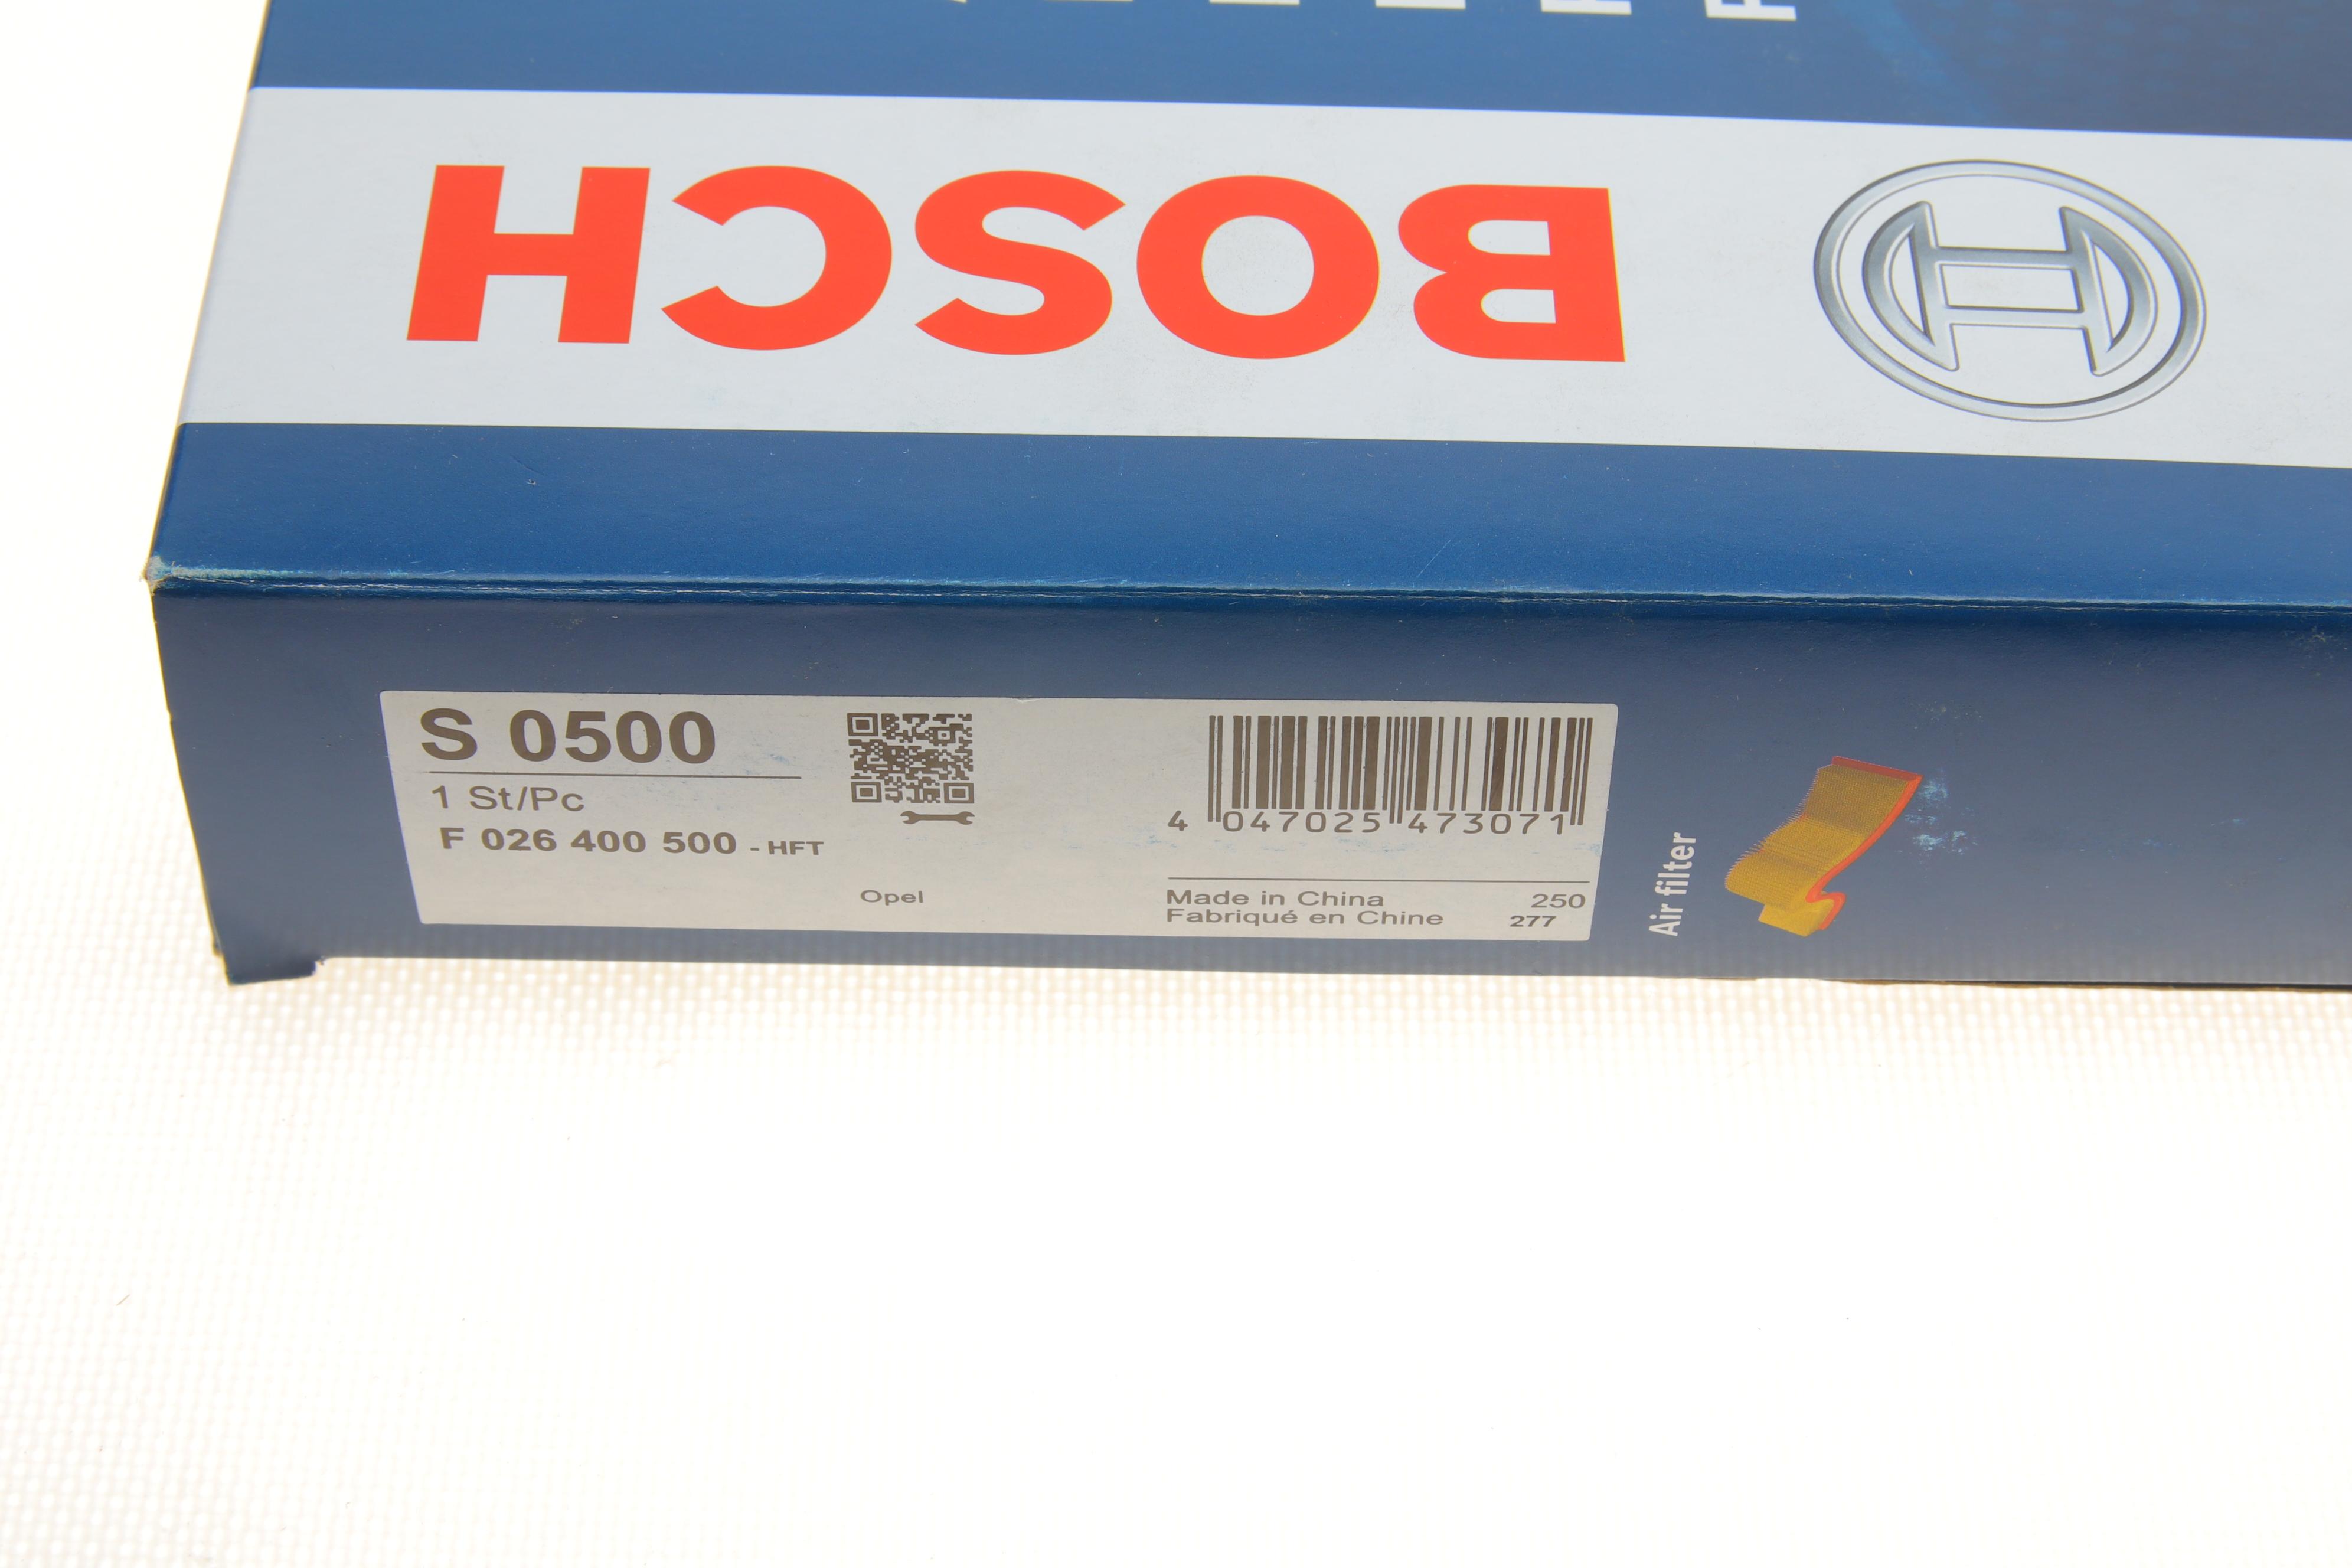 BOSCH
S 0500
1 St/Pc
F 026 400 500 - HFT
Opel
4 047025 473071
Made in China 250
Fabriqué en Chine 277
Air filter